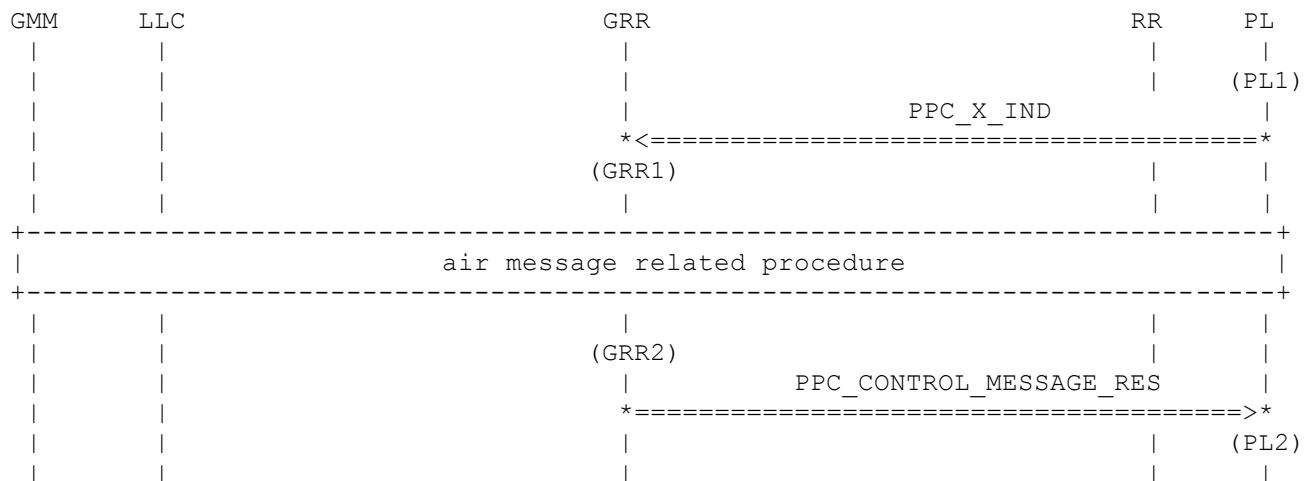 GMM LLC GRR RR PL
(PL1)
PPC_X_IND
(GRR1)
air message related procedure
(GRR2)
PPC_CONTROL_MESSAGE_RES
(PL2)